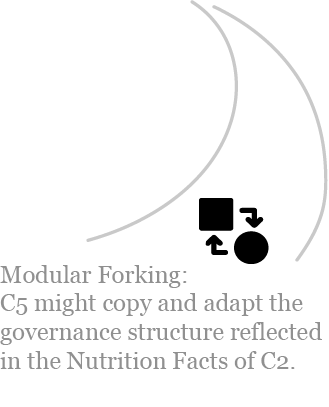 Modular Forking:
C5 might copy and adapt the
governance structure reflected
in the Nutrition Facts of C2.